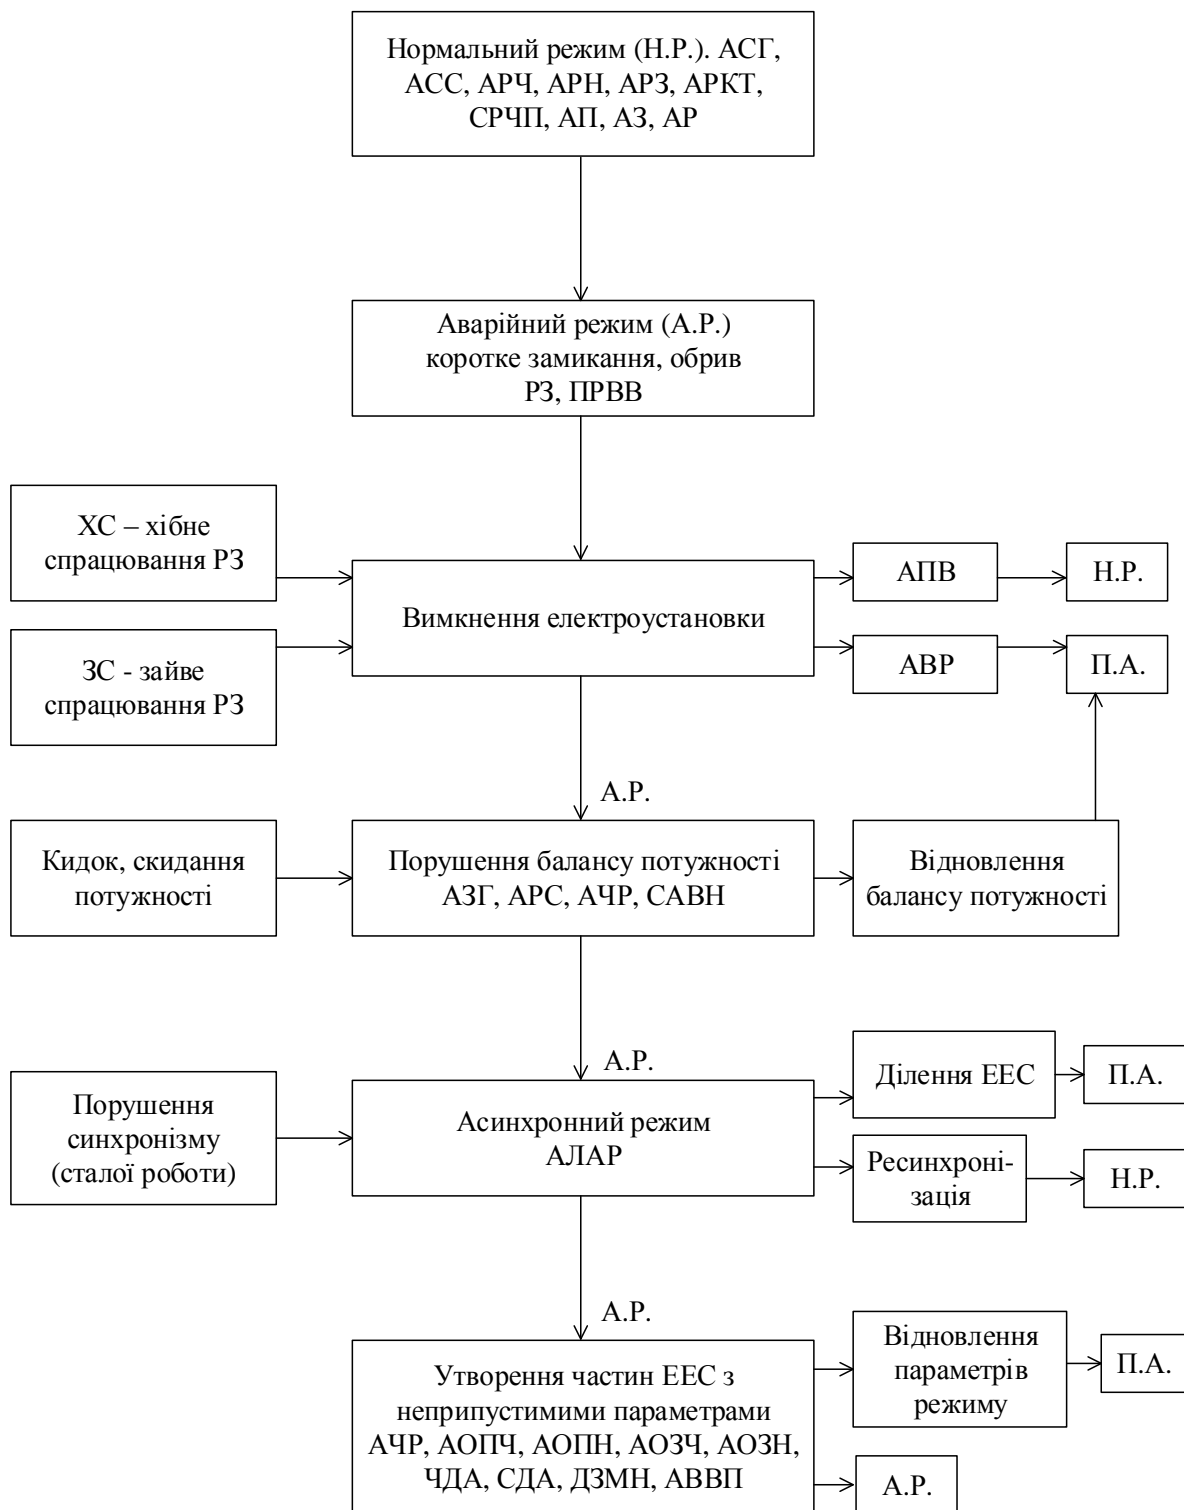 Нормальний режим (Н.Р.). АСГ,
АСС, АРЧ, АРН, АРЗ, АРКТ,
СРЧП, АП, АЗ, АР
Аварійний режим (А.Р.)
коротке замикання, обрив
РЗ, ПРВВ
ХС – хібне
спрацювання РЗ
ЗС - зайве
спрацювання РЗ
Вимкнення електроустановки
АПВ
Н.Р.
АВР
П.А.
А.Р.
Кидок, скидання
потужності
Порушення балансу потужності
АЗГ, АРС, АЧР, САВН
Відновлення
балансу потужності
А.Р.
Порушення
синхронізму
(сталої роботи)
Асинхронний режим
АЛАР
Ділення ЕЕС
П.А.
Ресинхроні-
зація
Н.Р.
А.Р.
Утворення частин ЕЕС з
неприпустимими параметрами
АЧР, АОПЧ, АОПН, АОЗЧ, АОЗН,
ЧДА, СДА, ДЗМН, АВВП
Відновлення
параметрів
режиму
П.А.
А.Р.